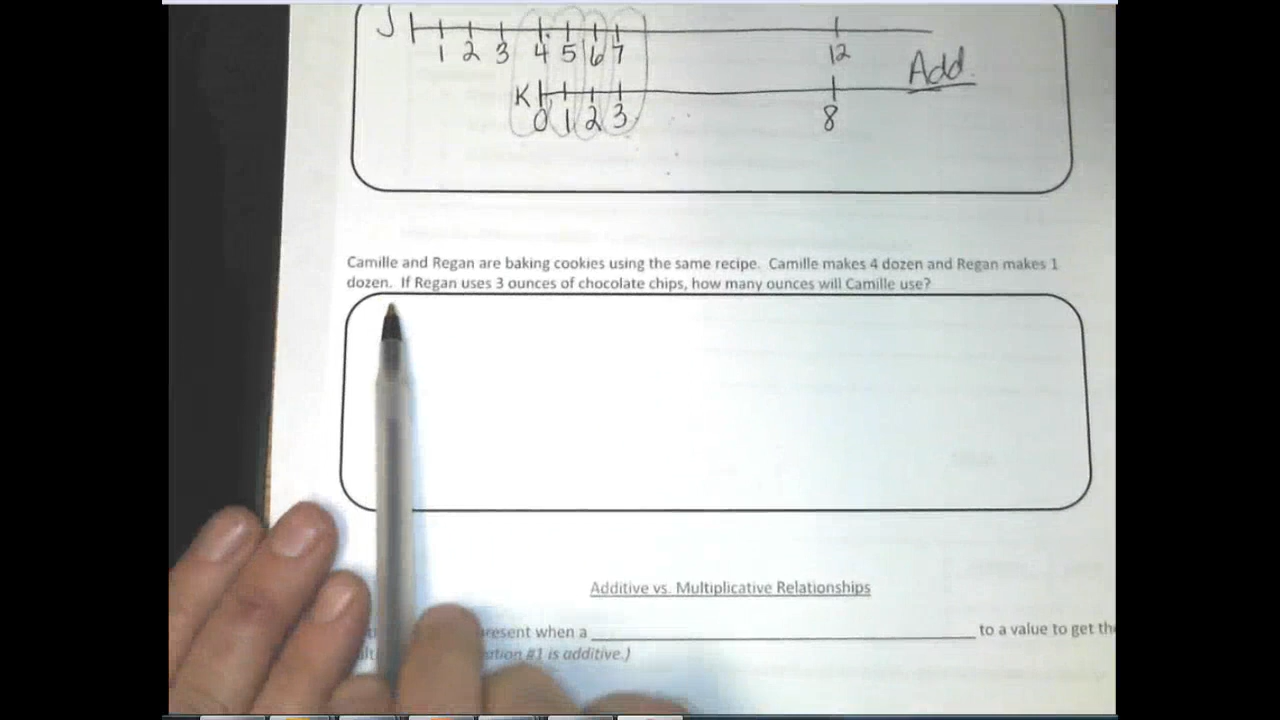 J
1 2 3 4 5 6 7 12
Add
K
0 1 2 3 8
Camille and Regan are baking cookies using the same recipe. Camille makes 4 dozen and Regan makes 1
dozen. If Regan uses 3 ounces of chocolate chips, how many ounces will Camille use?
Additive vs. Multiplicative Relationships
present when a ______ to a value to get the
#1 is additive.)